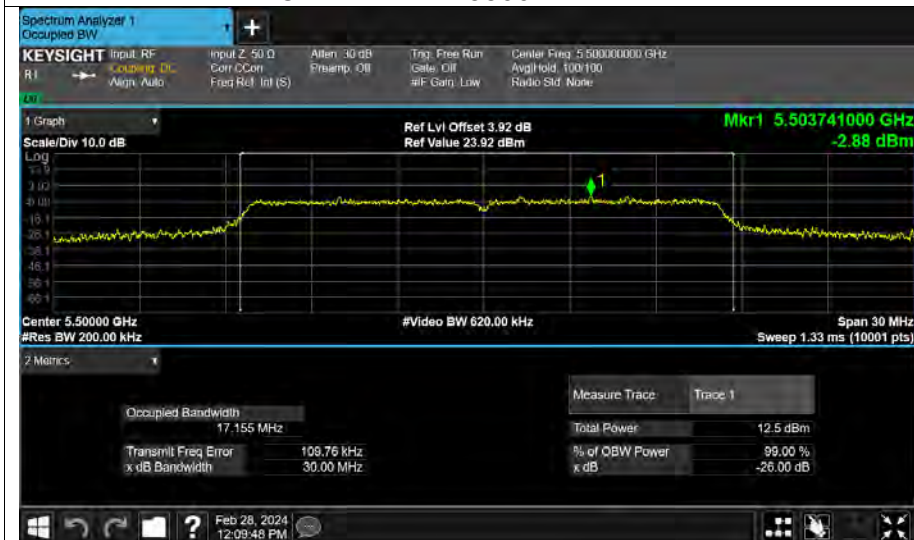 Spectrum Analyzer 1
Occupied BW
KEYSIGHT Input: RF
Coupling: DC
Align: Auto
Input Z: 50 Ω
Corr CCorr
Freq Ref: Int (S)
Atten: 30 dB
Preamp: Off
Trig: Free Run
Gate: Off
#IF Gain: Low
Center Freq: 5.500000000 GHz
Avg|Hold: 100/100
Radio Std: None
1 Graph
Scale/Div 10.0 dB
Ref Lvl Offset 3.92 dB
Ref Value 23.92 dBm
Mkr1 5.503741000 GHz
-2.88 dBm
Log
1
Center 5.50000 GHz
#Res BW 200.00 kHz
#Video BW 620.00 kHz
Span 30 MHz
Sweep 1.33 ms (10001 pts)
2 Metrics
Occupied Bandwidth
17.155 MHz
Transmit Freq Error 109.76 kHz
x dB Bandwidth 30.00 MHz
Measure Trace Trace 1
Total Power 12.5 dBm
% of OBW Power 99.00 %
x dB -26.00 dB
Feb 28, 2024
12:09:48 PM